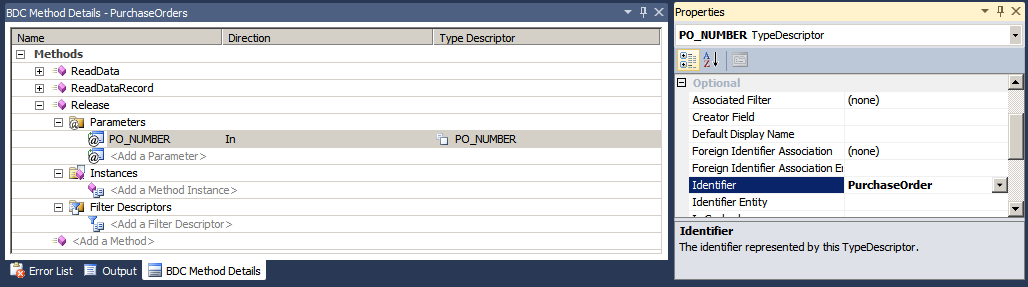 BDC Method Details - PurchaseOrders
Name Direction Type Descriptor
Methods
ReadData
ReadDataRecord
Release
Parameters
PO_NUMBER In PO_NUMBER
<Add a Parameter>
Instances
<Add a Method Instance>
Filter Descriptors
<Add a Filter Descriptor>
<Add a Method>
Error List Output BDC Method Details
Properties
PO_NUMBER TypeDescriptor
Optional
Associated Filter (none)
Creator Field
Default Display Name
Foreign Identifier Association (none)
Foreign Identifier Association En
Identifier PurchaseOrder
Identifier Entity
Identifier
The identifier represented by this TypeDescriptor.